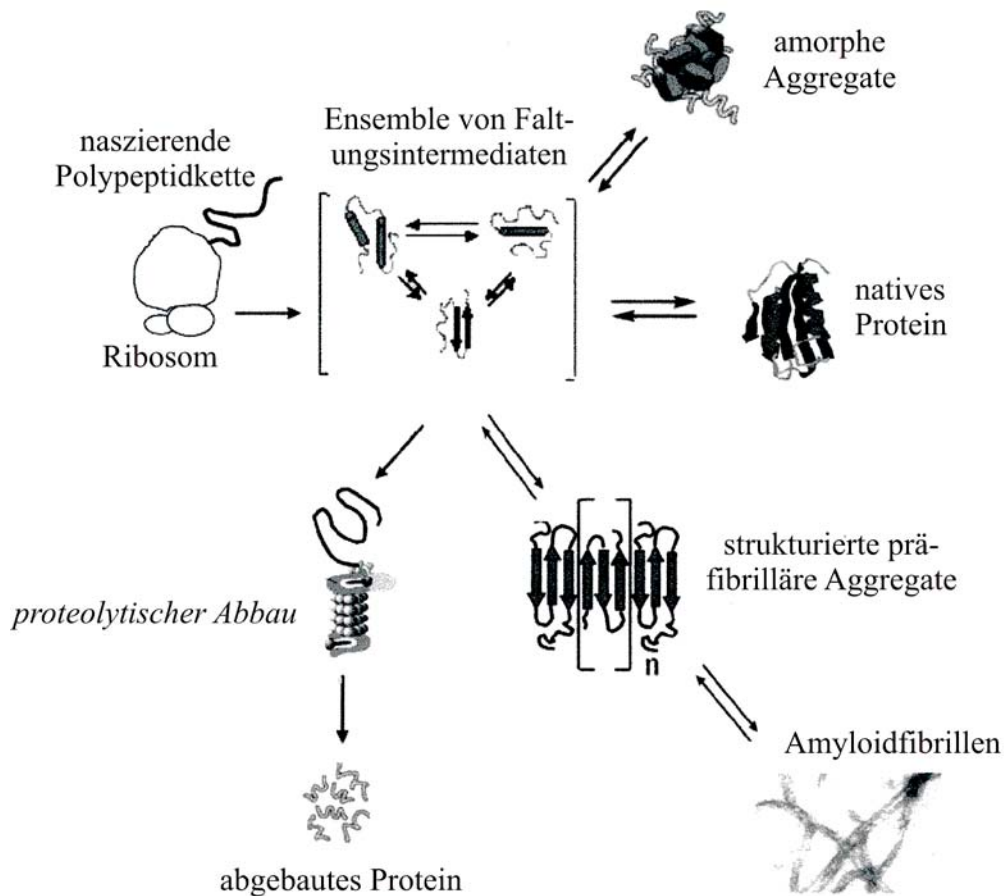 amorphe
Aggregate
Ensemble von Falt-
ungsintermediaten
naszierende
Polypeptidkette
natives
Protein
Ribosom
strukturierte prä-
fibrilläre Aggregate
proteolytischer Abbau
n
Amyloidfibrillen
abgebautes Protein